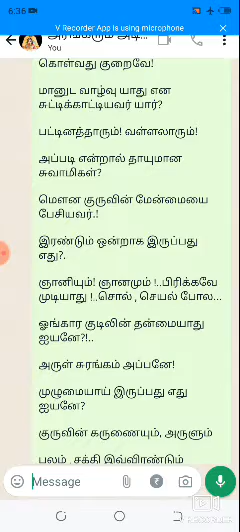 6:36
V Recorder App is using microphone
You
கொள்வது குறைவே!
மானுட வாழ்வு யாது என
சுட்டிக்காட்டியவர் யார்?
பட்டினத்தாரும்! வள்ளலாரும்!
அப்படி என்றால் தாயுமான
சுவாமிகள்?
மௌன குருவின் மேன்மையை
பேசியவர்.!
இரண்டும் ஒன்றாக இருப்பது
எது?.
ஞானியும்! ஞானமும் !..பிரிக்கவே
முடியாது !..சொல் , செயல் போல...
ஓங்கார குடிலின் தன்மையாது
ஐயனே?!..
அருள் சுரங்கம் அப்பனே!
முழுமையாய் இருப்பது எது
ஐயனே?
குருவின் கருணையும், அருளும்
பலம் , சக்தி இவ்விரண்டும்
Message